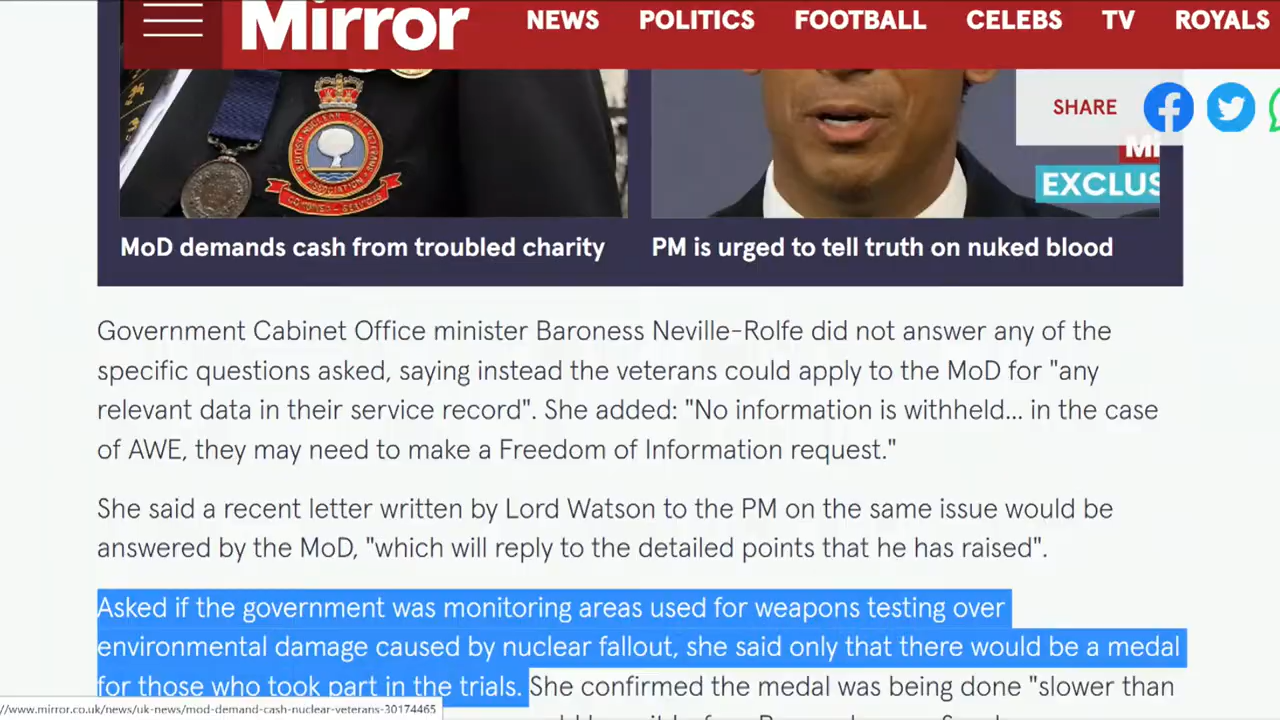 Mirror
NEWS POLITICS FOOTBALL CELEBS TV ROYALS
SHARE
BRITISH NUCLEAR TEST VETERANS
ASSOCIATION
COMBINED - SERVICES
EXCLUS
MoD demands cash from troubled charity
PM is urged to tell truth on nuked blood
Government Cabinet Office minister Baroness Neville-Rolfe did not answer any of the
specific questions asked, saying instead the veterans could apply to the MoD for "any
relevant data in their service record". She added: "No information is withheld... in the case
of AWE, they may need to make a Freedom of Information request."
She said a recent letter written by Lord Watson to the PM on the same issue would be
answered by the MoD, "which will reply to the detailed points that he has raised".
Asked if the government was monitoring areas used for weapons testing over
environmental damage caused by nuclear fallout, she said only that there would be a medal
for those who took part in the trials. She confirmed the medal was being done "slower than
//www.mirror.co.uk/news/uk-news/mod-demand-cash-nuclear-veterans-30174465